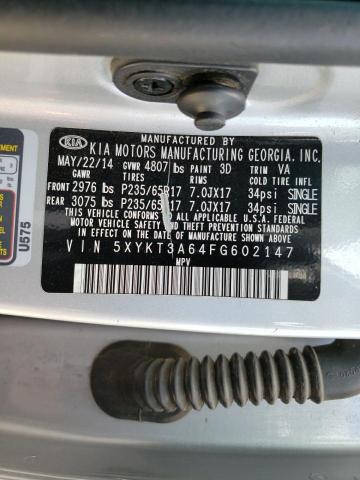 KIA KIA MOTORS MANUFACTURING GEORGIA, INC.
MAY/22/14 GVWR 4807 lbs PAINT 3D TRIM VA
GAWR TIRES RIMS COLD TIRE INFL
FRONT 2976 lbs P235/65R17 7.0JX17 34psi SINGLE
REAR 3075 lbs P235/65R17 7.0JX17 34psi SINGLE
THIS VEHICLE CONFORMS TO ALL APPLICABLE U.S.A. FEDERAL
MOTOR VEHICLE SAFETY AND THEFT PREVENTION STANDARDS
IN EFFECT ON THE DATE OF MANUFACTURE SHOWN ABOVE.
VIN 5XYKT3A64FG602147
MPV
U575